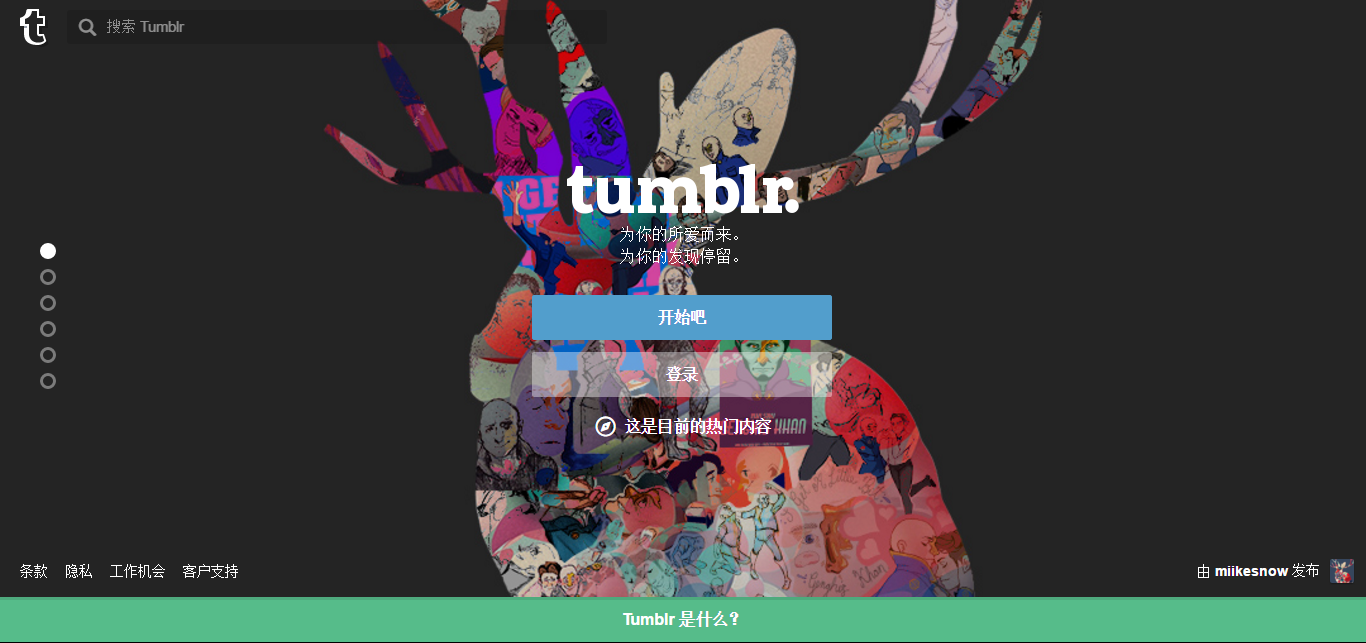 搜索 Tumblr
GE
tumblr.
为你的所爱而来。
为你的发现停留。
开始吧
登录
这是目前的热门内容
KHAN
条款 隐私 工作机会 客户支持
由 miikesnow 发布
Tumblr 是什么？